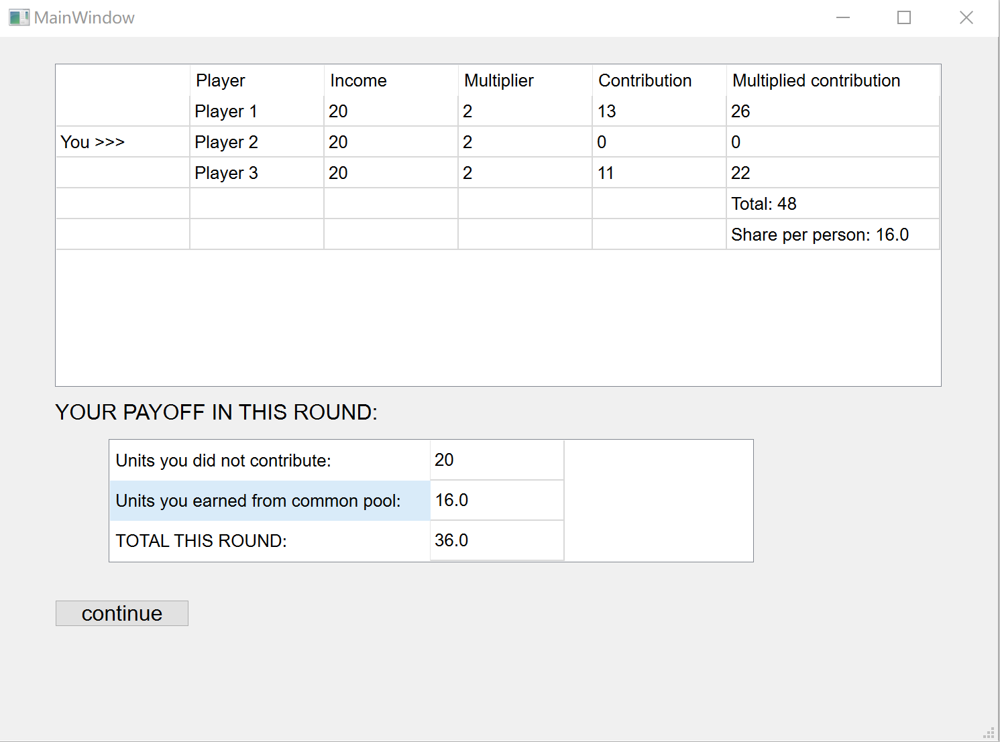 MainWindow
Player Income Multiplier Contribution Multiplied contribution
Player 1 20 2 13 26
You >>> Player 2 20 2 0 0
Player 3 20 2 11 22
Total: 48
Share per person: 16.0
YOUR PAYOFF IN THIS ROUND:
Units you did not contribute: 20
Units you earned from common pool: 16.0
TOTAL THIS ROUND: 36.0
continue